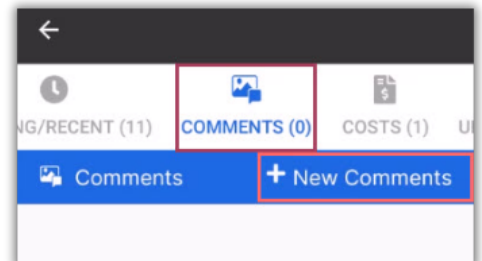 NG/RECENT (11) COMMENTS (0) COSTS (1) U
Comments + New Comments